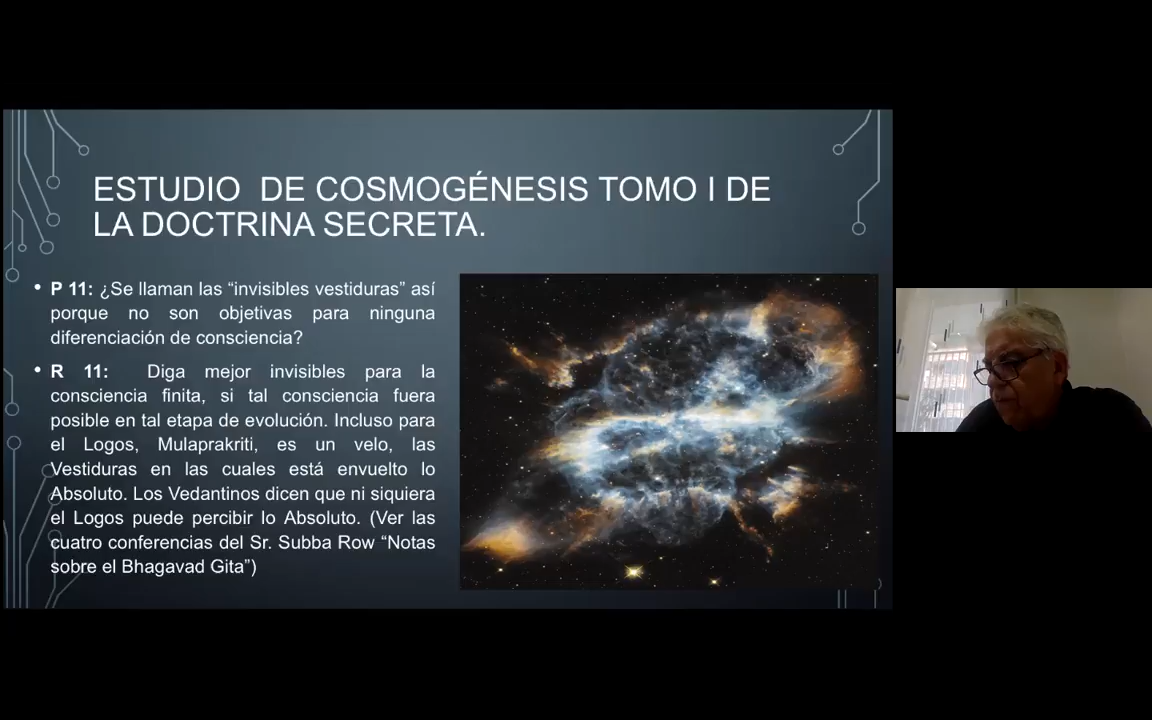 ESTUDIO DE COSMOGÉNESIS TOMO I DE
LA DOCTRINA SECRETA.
• P 11: ¿Se llaman las “invisibles vestiduras” así
porque no son objetivas para ninguna
diferenciación de consciencia?
• R 11: Diga mejor invisibles para la
consciencia finita, si tal consciencia fuera
posible en tal etapa de evolución. Incluso para
el Logos, Mulaprakriti, es un velo, las
Vestiduras en las cuales está envuelto lo
Absoluto. Los Vedantinos dicen que ni siquiera
el Logos puede percibir lo Absoluto. (Ver las
cuatro conferencias del Sr. Subba Row “Notas
sobre el Bhagavad Gita”)